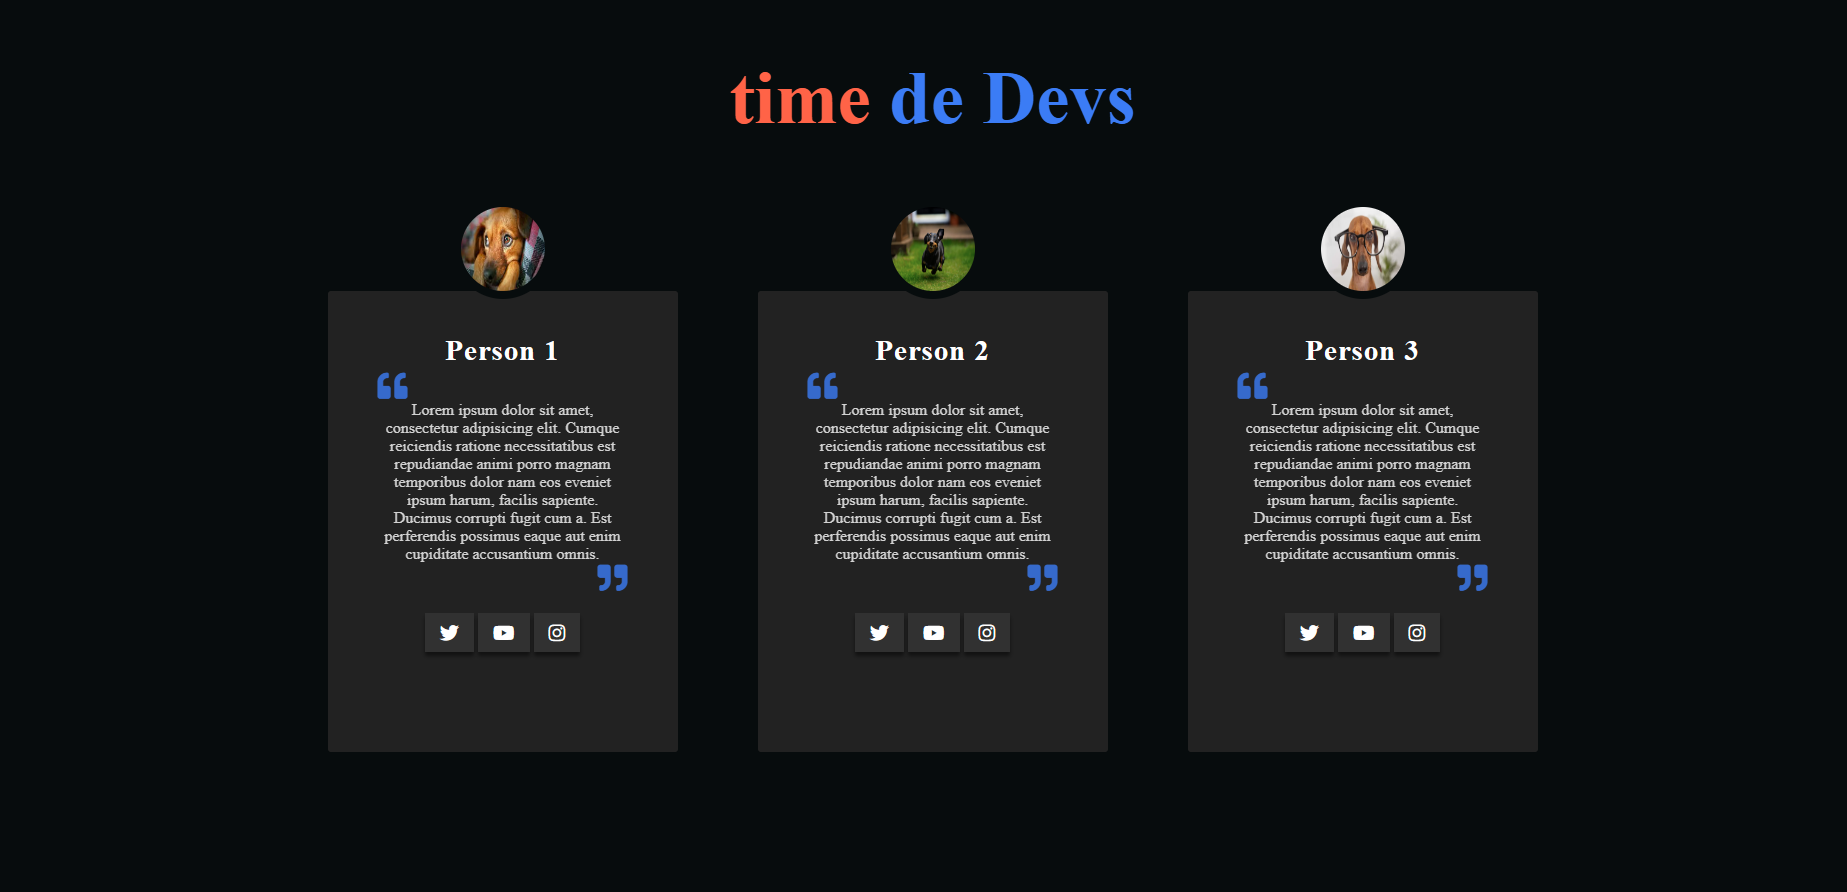 time de Devs
Person 1
Lorem ipsum dolor sit amet,
consectetur adipisicing elit. Cumque
reiciendis ratione necessitatibus est
repudiandae animi porro magnam
temporibus dolor nam eos eveniet
ipsum harum, facilis sapiente.
Ducimus corrupti fugit cum a. Est
perferendis possimus eaque aut enim
cupiditate accusantium omnis.
Person 2
Lorem ipsum dolor sit amet,
consectetur adipisicing elit. Cumque
reiciendis ratione necessitatibus est
repudiandae animi porro magnam
temporibus dolor nam eos eveniet
ipsum harum, facilis sapiente.
Ducimus corrupti fugit cum a. Est
perferendis possimus eaque aut enim
cupiditate accusantium omnis.
Person 3
Lorem ipsum dolor sit amet,
consectetur adipisicing elit. Cumque
reiciendis ratione necessitatibus est
repudiandae animi porro magnam
temporibus dolor nam eos eveniet
ipsum harum, facilis sapiente.
Ducimus corrupti fugit cum a. Est
perferendis possimus eaque aut enim
cupiditate accusantium omnis.